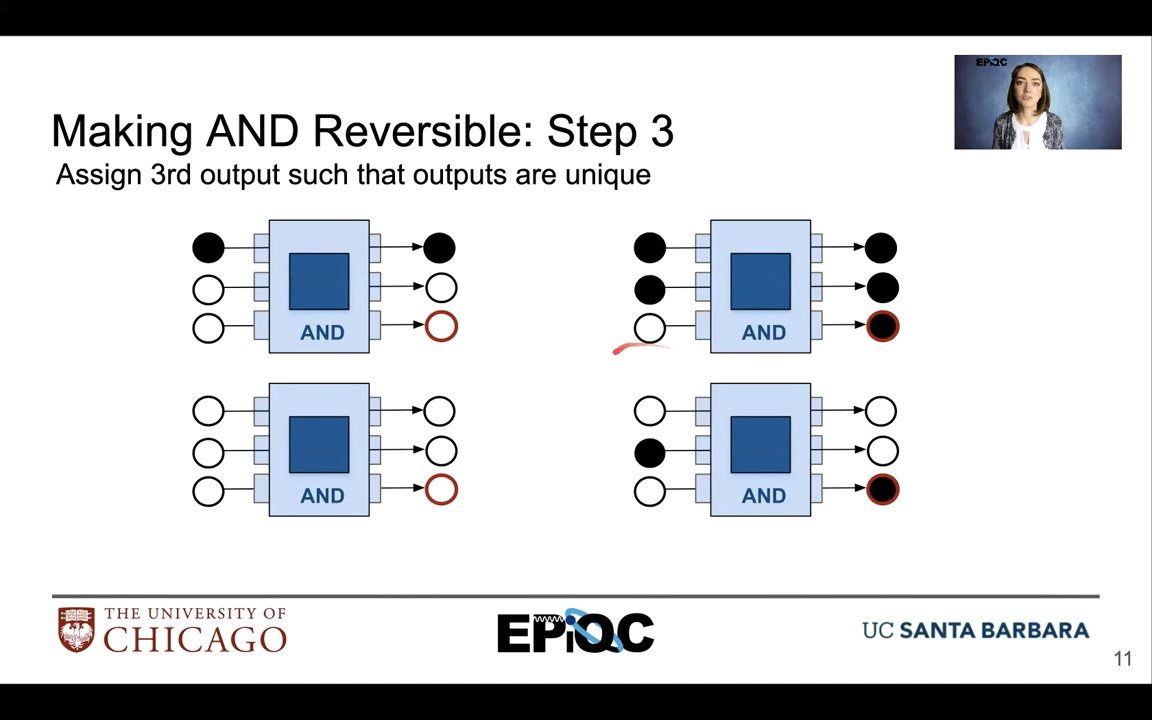 EPiQC
Making AND Reversible: Step 3
Assign 3rd output such that outputs are unique
AND
AND
AND
AND
THE UNIVERSITY OF
CHICAGO
EPiQC
UC SANTA BARBARA
11